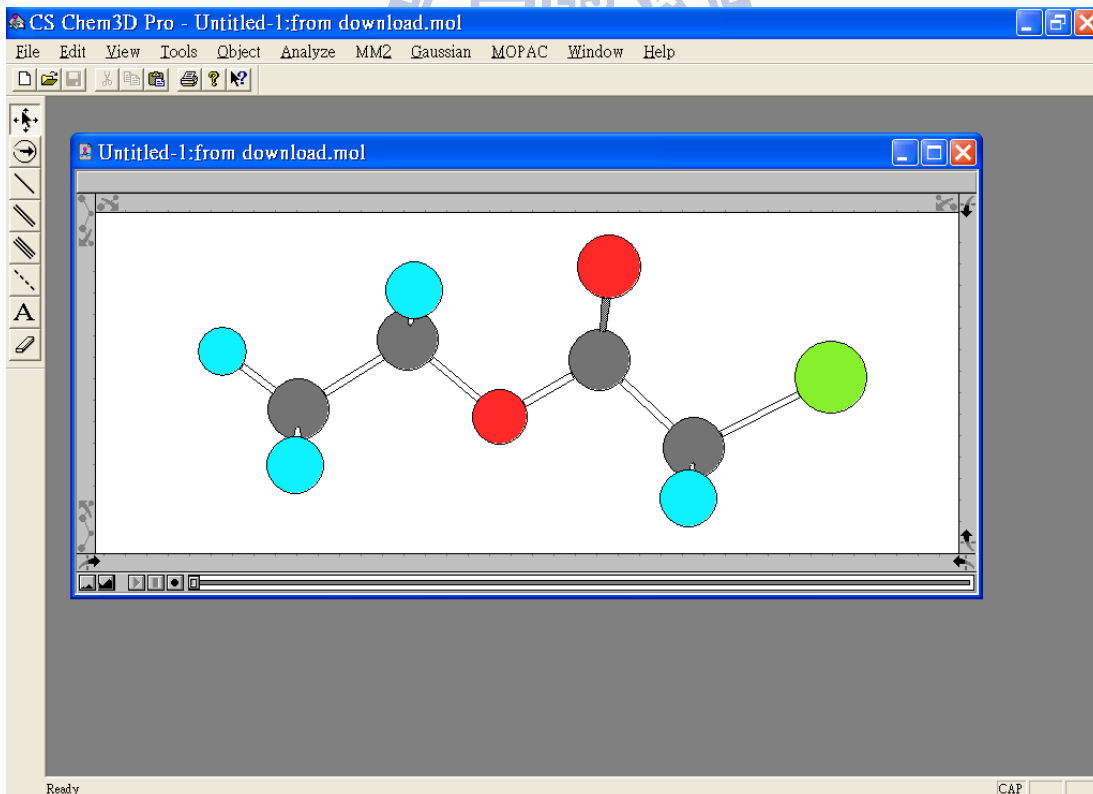 CS Chem3D Pro - Untitled-1:from download.mol
File Edit View Tools Object Analyze MM2 Gaussian MOPAC Window Help
Untitled-1:from download.mol
A
Ready CAP